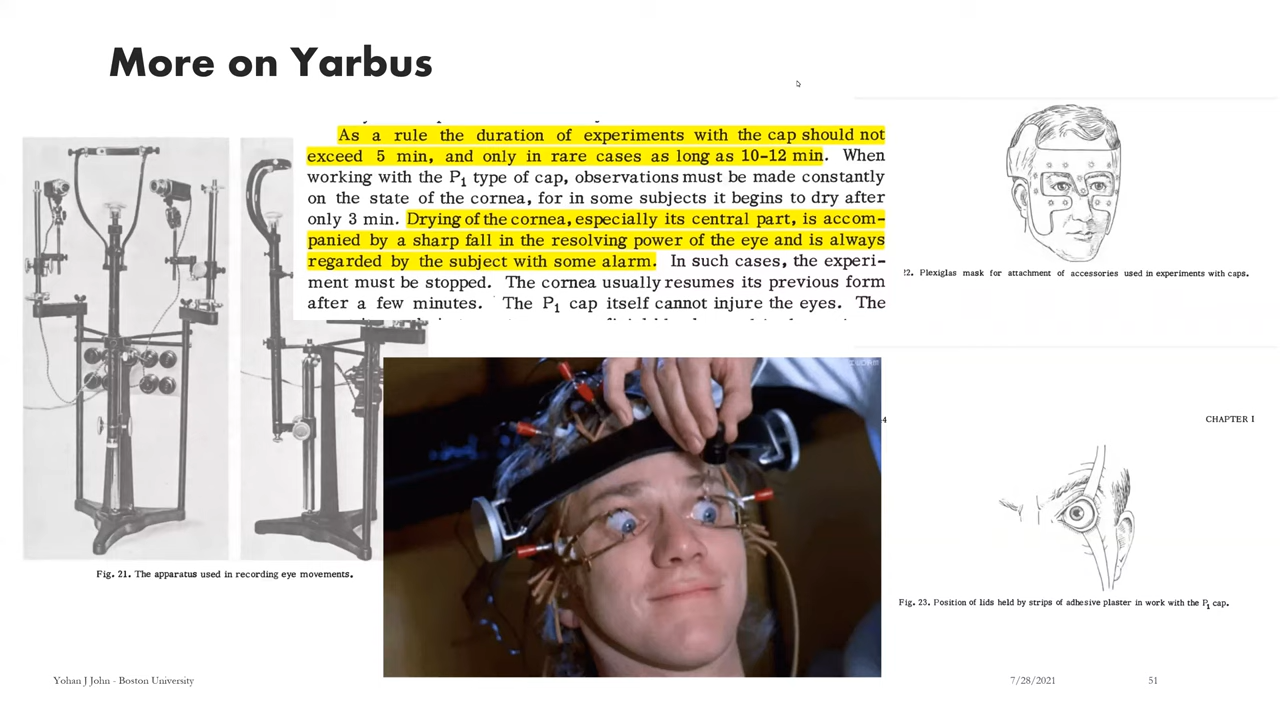 More on Yarbus
As a rule the duration of experiments with the cap should not
exceed 5 min, and only in rare cases as long as 10-12 min. When
working with the P1 type of cap, observations must be made constantly
on the state of the cornea, for in some subjects it begins to dry after
only 3 min. Drying of the cornea, especially its central part, is accom-
panied by a sharp fall in the resolving power of the eye and is always
regarded by the subject with some alarm. In such cases, the experi-
ment must be stopped. The cornea usually resumes its previous form
after a few minutes. The P1 cap itself cannot injure the eyes. The
2. Plexiglas mask for attachment of accessories used in experiments with caps.
4
CHAPTER I
Fig. 21. The apparatus used in recording eye movements.
Fig. 23. Position of lids held by strips of adhesive plaster in work with the P1 cap.
Yohan J John - Boston University
7/28/2021
51